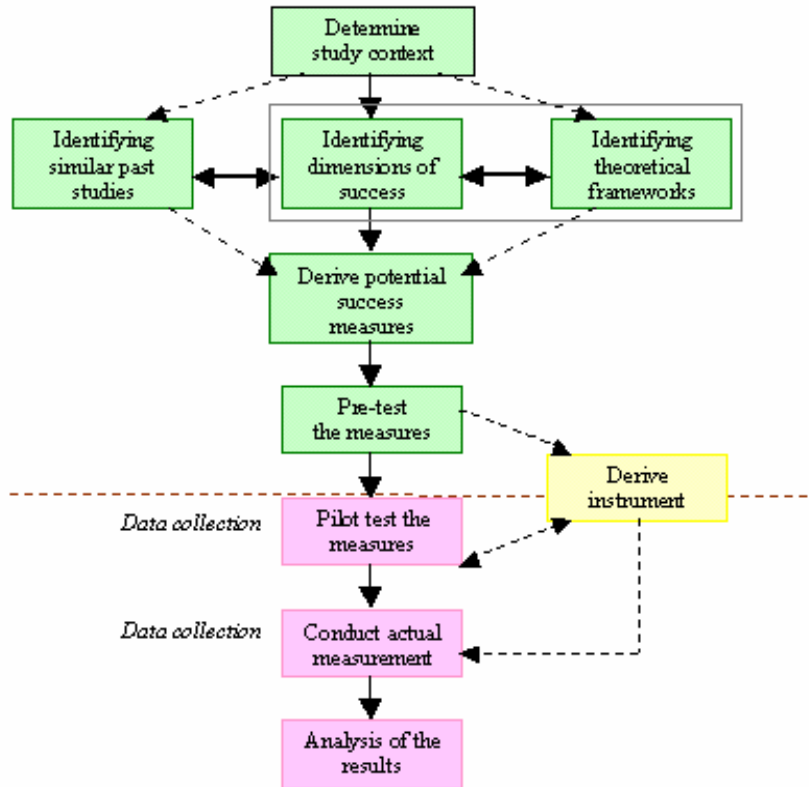 Determine
study context
Identifying
similar past
studies
Identifying
dimensions of
success
Identifying
theoretical
frameworks
Derive potential
success
measures
Pre-test
the measures
Derive
instrument
Data collection
Pilot test the
measures
Data collection
Conduct actual
measurement
Analysis of the
results